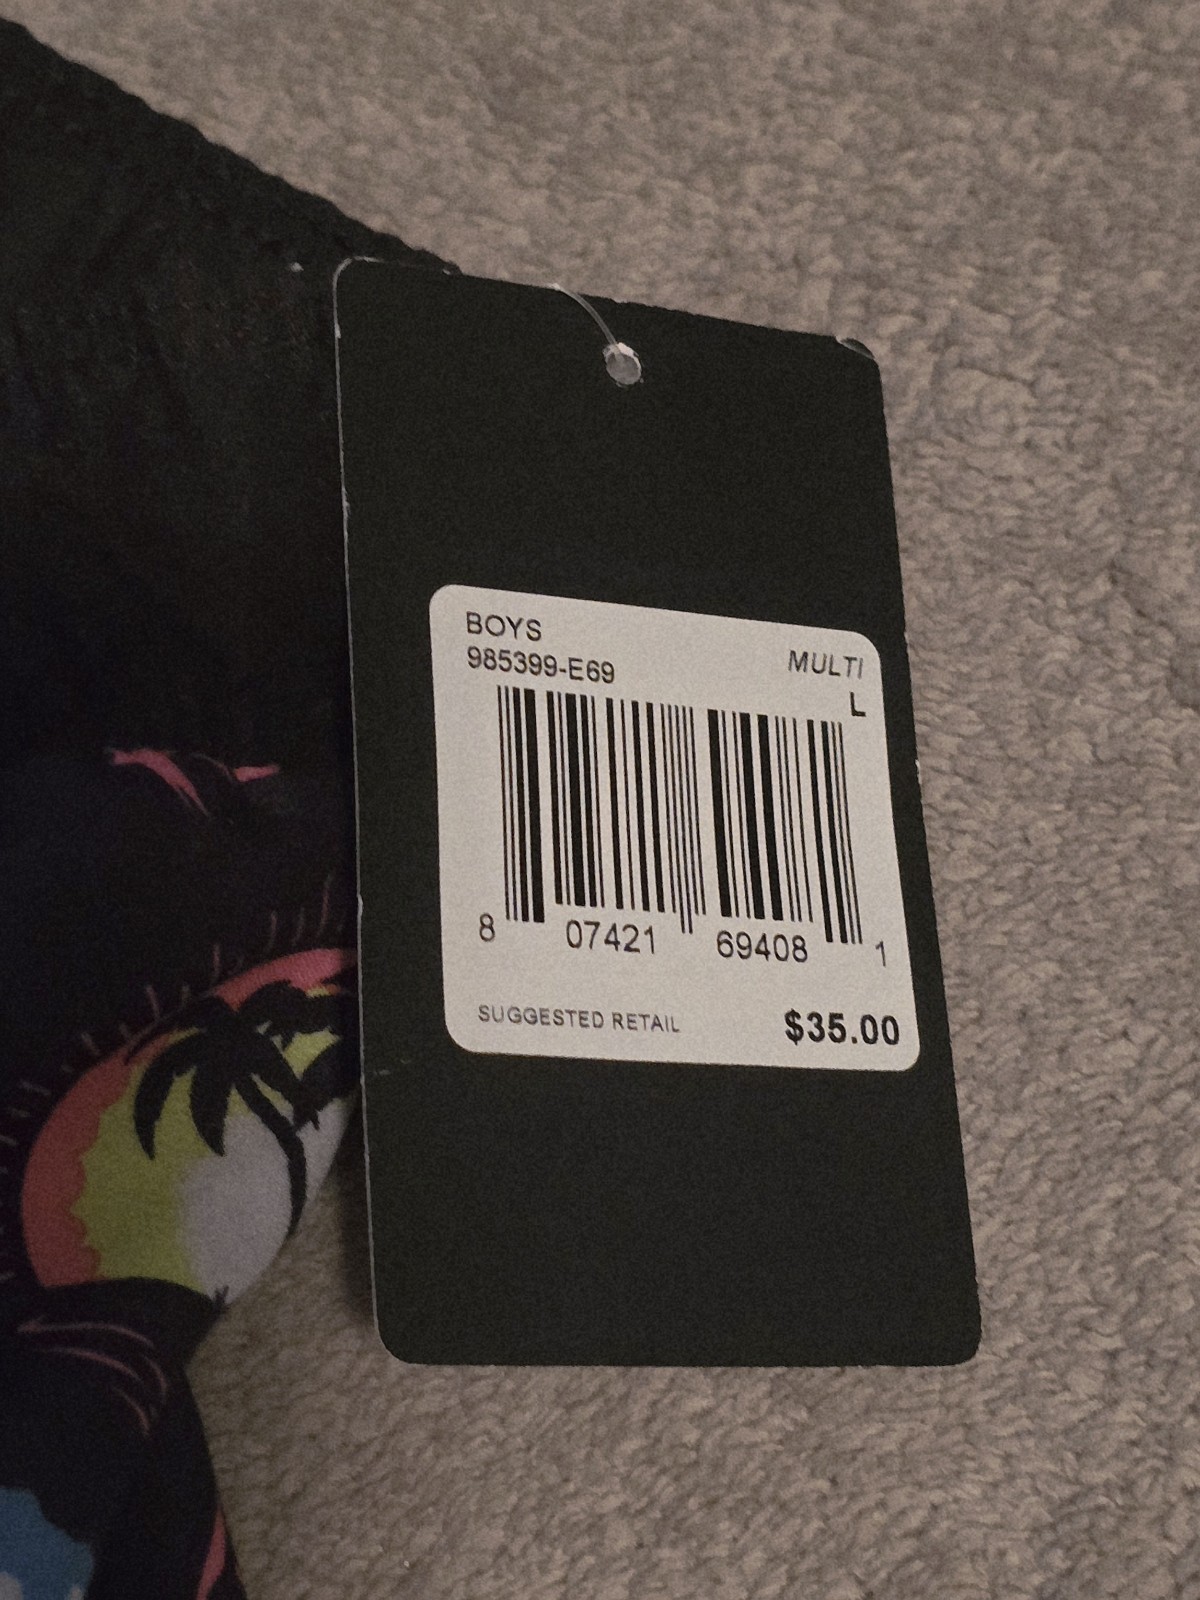 BOYS
985399-E69
MULTI
L
8 07421 69408 1
SUGGESTED RETAIL $35.00